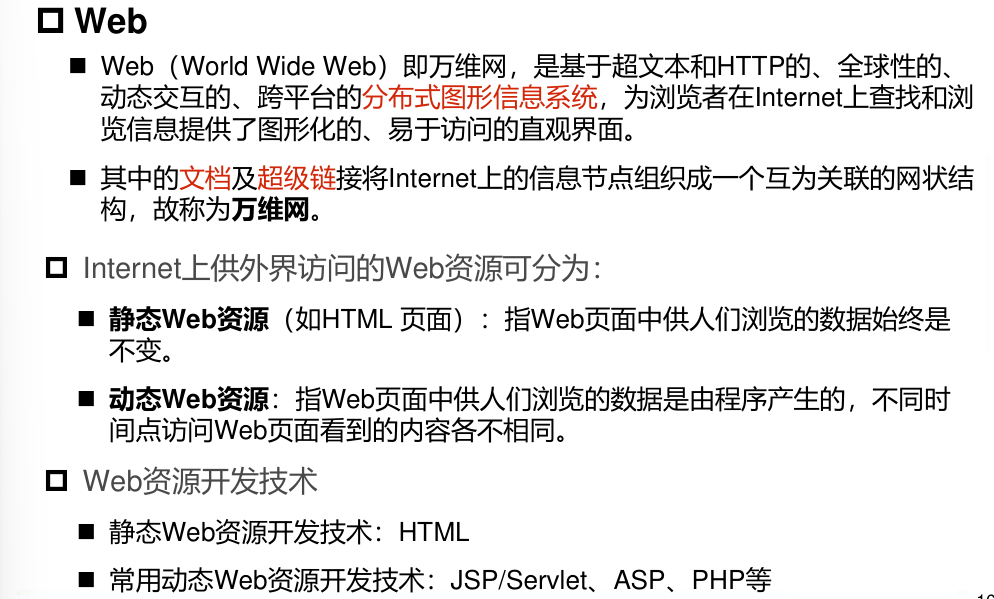 Web
Web（World Wide Web）即万维网，是基于超文本和HTTP的、全球性的、
动态交互的、跨平台的分布式图形信息系统，为浏览者在Internet上查找和浏
览信息提供了图形化的、易于访问的直观界面。
其中的文档及超级链接将Internet上的信息节点组织成一个互为关联的网状结
构，故称为万维网。
Internet上供外界访问的Web资源可分为：
静态Web资源（如HTML 页面）：指Web页面中供人们浏览的数据始终是
不变。
动态Web资源：指Web页面中供人们浏览的数据是由程序产生的，不同时
间点访问Web页面看到的内容各不相同。
Web资源开发技术
静态Web资源开发技术：HTML
常用动态Web资源开发技术：JSP/Servlet、ASP、PHP等